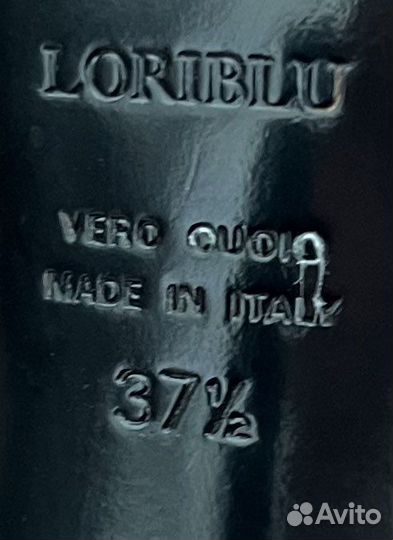 LORIBLU
VERO CUOIO
MADE IN ITALY
37½
Avito